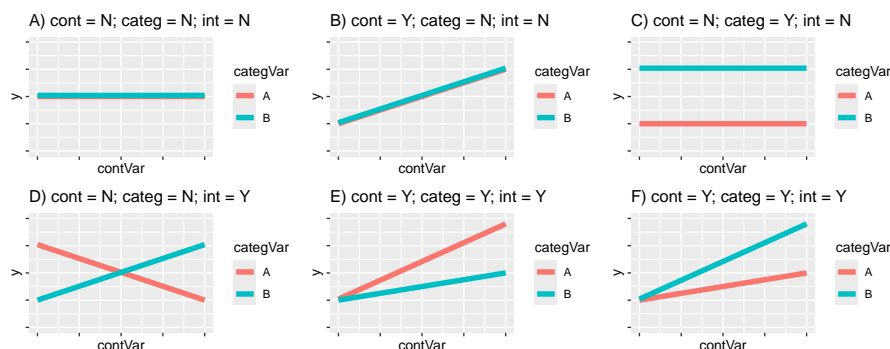 A) cont = N; categ = N; int = N
B) cont = Y; categ = N; int = N
C) cont = N; categ = Y; int = N
y
categVar
A
B
contVar
y
categVar
A
B
contVar
y
categVar
A
B
contVar
D) cont = N; categ = N; int = Y
E) cont = Y; categ = Y; int = Y
F) cont = Y; categ = Y; int = Y
y
categVar
A
B
contVar
y
categVar
A
B
contVar
y
categVar
A
B
contVar